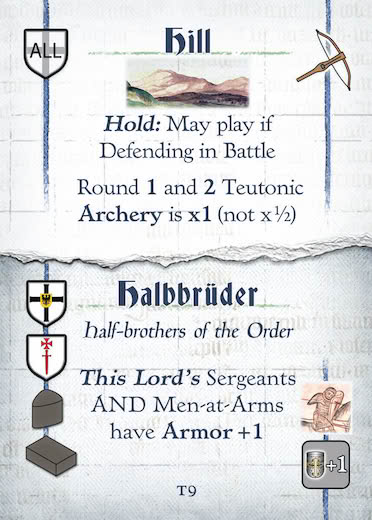 ALL
Hill
Hold: May play if
Defending in Battle
Round 1 and 2 Teutonic
Archery is x1 (not x½)
Halbbrüder
Half-brothers of the Order
This Lord's Sergeants
AND Men-at-Arms
have Armor +1
+1
T9